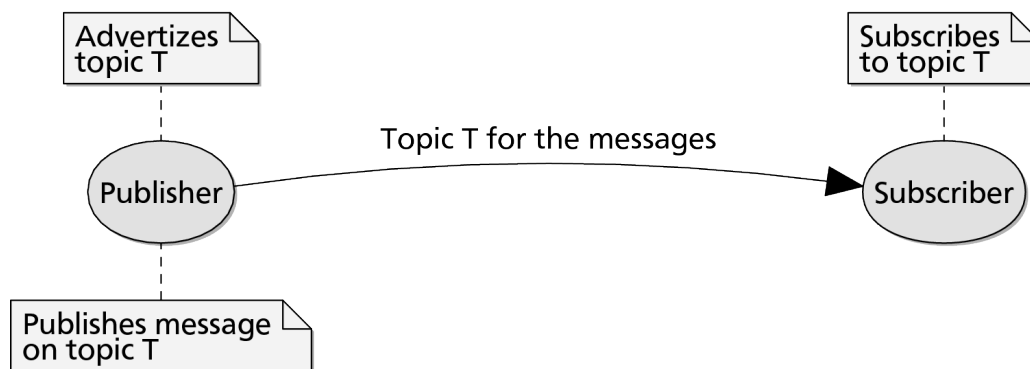 Advertizes
topic T
Subscribes
to topic T
Topic T for the messages
Publisher
Subscriber
Publishes message
on topic T